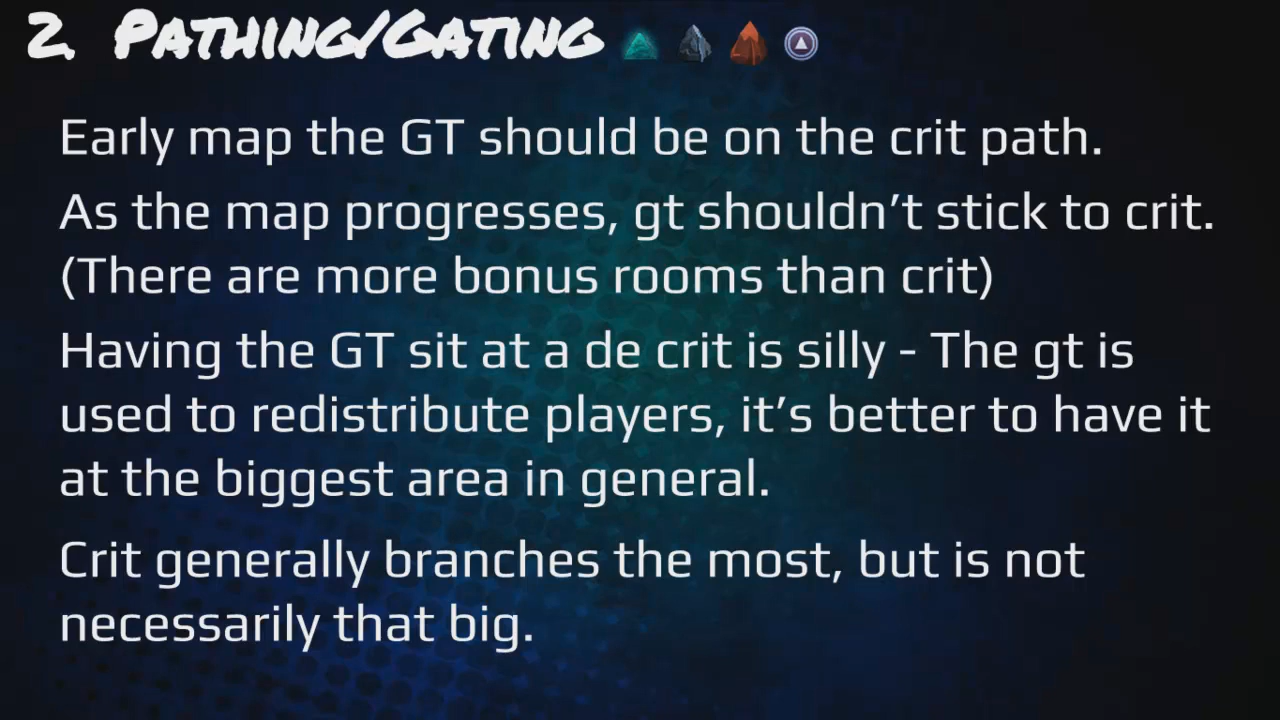 2. Pathing/Gating
Early map the GT should be on the crit path.
As the map progresses, gt shouldn’t stick to crit.
(There are more bonus rooms than crit)
Having the GT sit at a de crit is silly - The gt is
used to redistribute players, it’s better to have it
at the biggest area in general.
Crit generally branches the most, but is not
necessarily that big.